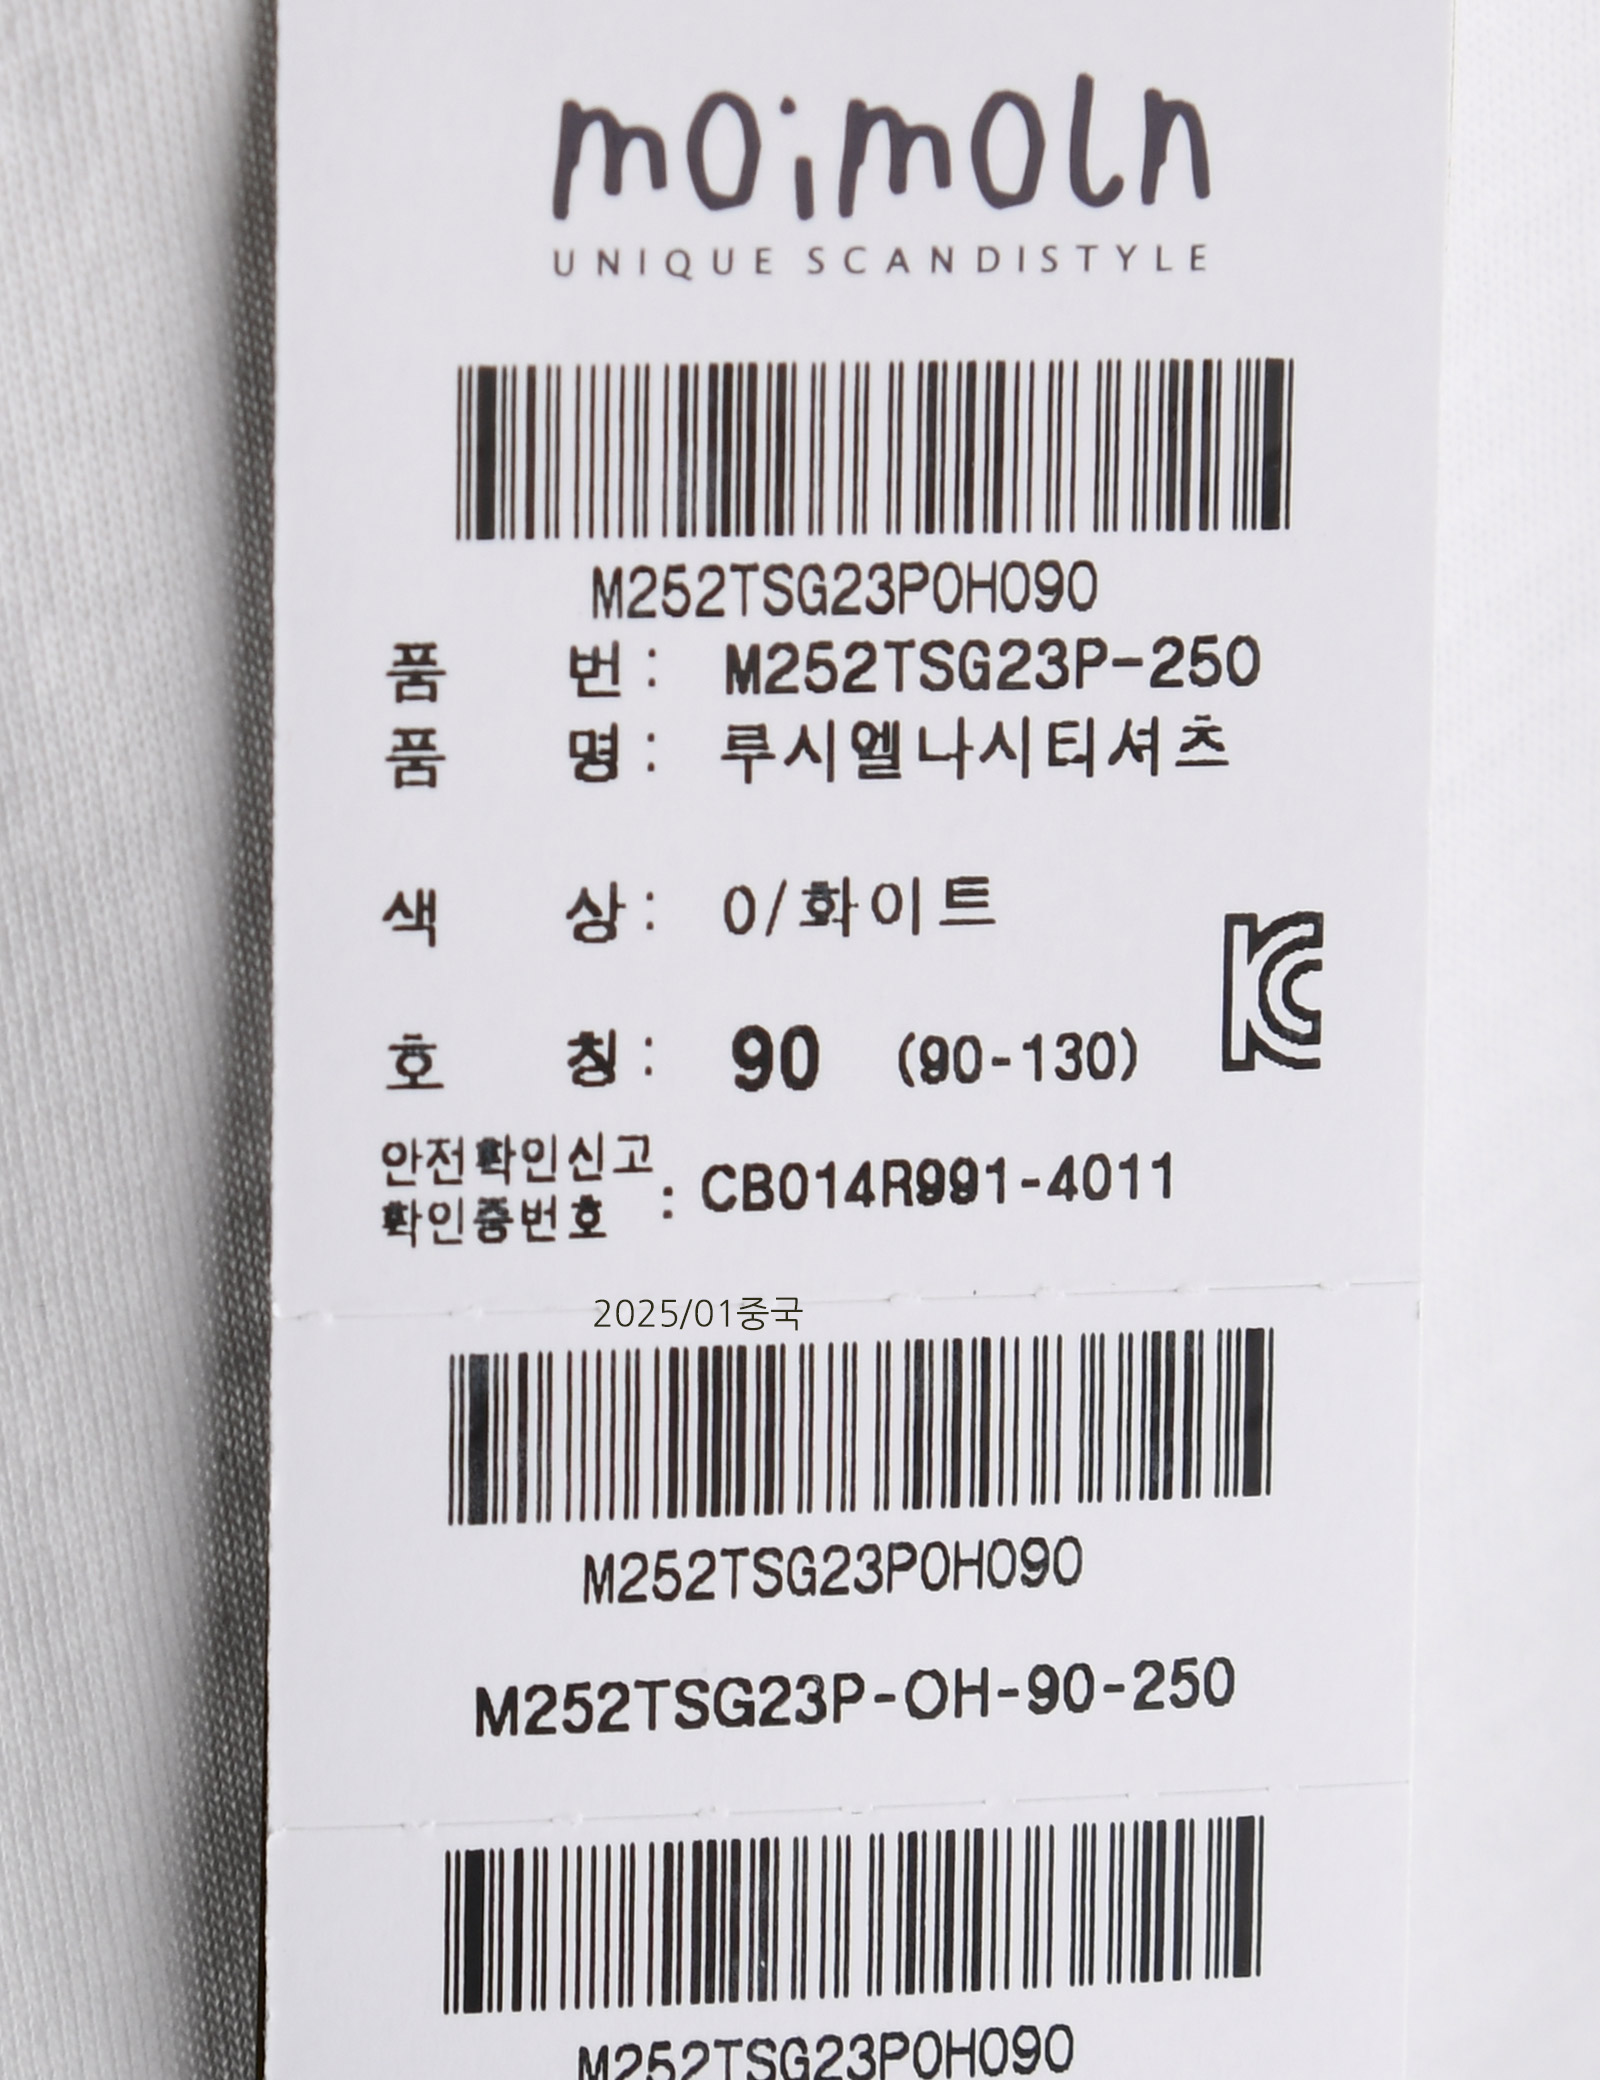 moimoln
UNIQUE SCANDISTYLE
M252TSG23P0H090
품 번 : M252TSG23P-250
품 명 : 루시엘나시티셔츠
색 상 : 0/화이트
호 칭 : 90 (90-130)
안전확인신고
확인증번호 : CB014R991-4011
2025/01중국
M252TSG23P0H090
M252TSG23P-OH-90-250
M252TSG23P0H090